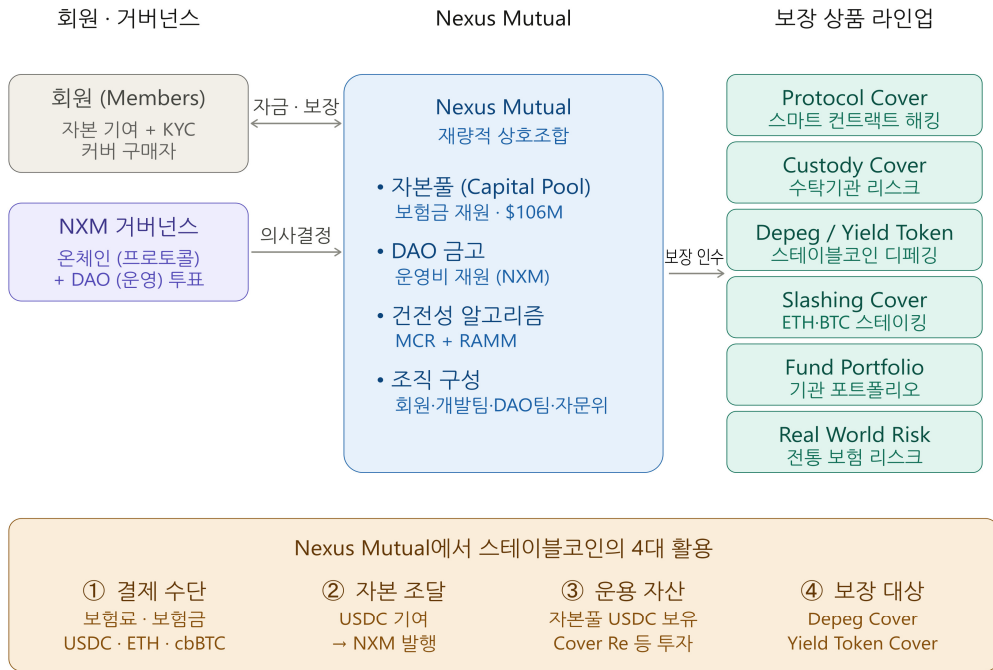 회원 · 거버넌스
Nexus Mutual
보장 상품 라인업
회원 (Members)
자본 기여 + KYC
커버 구매자
자금 · 보장
NXM 거버넌스
온체인 (프로토콜)
+ DAO (운영) 투표
의사결정
Nexus Mutual
재량적 상호조합
• 자본풀 (Capital Pool)
보험금 재원 · $106M
• DAO 금고
운영비 재원 (NXM)
• 건전성 알고리즘
MCR + RAMM
• 조직 구성
회원·개발팀·DAO팀·자문위
보장 인수
Protocol Cover
스마트 컨트랙트 해킹
Custody Cover
수탁기관 리스크
Depeg / Yield Token
스테이블코인 디페깅
Slashing Cover
ETH·BTC 스테이킹
Fund Portfolio
기관 포트폴리오
Real World Risk
전통 보험 리스크
Nexus Mutual에서 스테이블코인의 4대 활용
① 결제 수단
보험료 · 보험금
USDC · ETH · cbBTC
② 자본 조달
USDC 기여
→ NXM 발행
③ 운용 자산
자본풀 USDC 보유
Cover Re 등 투자
④ 보장 대상
Depeg Cover
Yield Token Cover